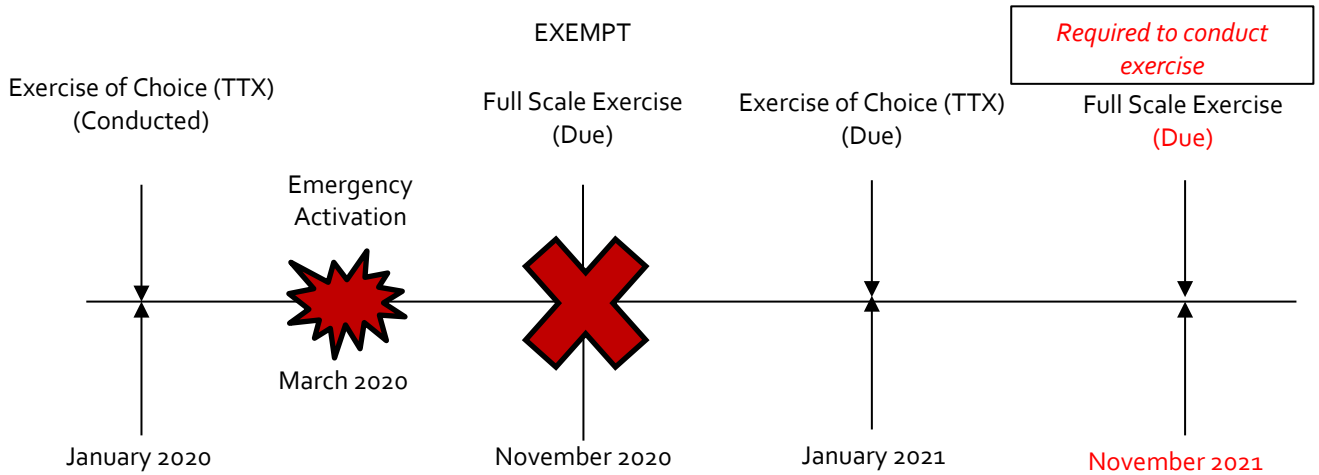 EXEMPT
Required to conduct
exercise
Exercise of Choice (TTX)
(Conducted)
Full Scale Exercise
(Due)
Exercise of Choice (TTX)
(Due)
Full Scale Exercise
(Due)
Emergency
Activation
March 2020
January 2020
November 2020
January 2021
November 2021